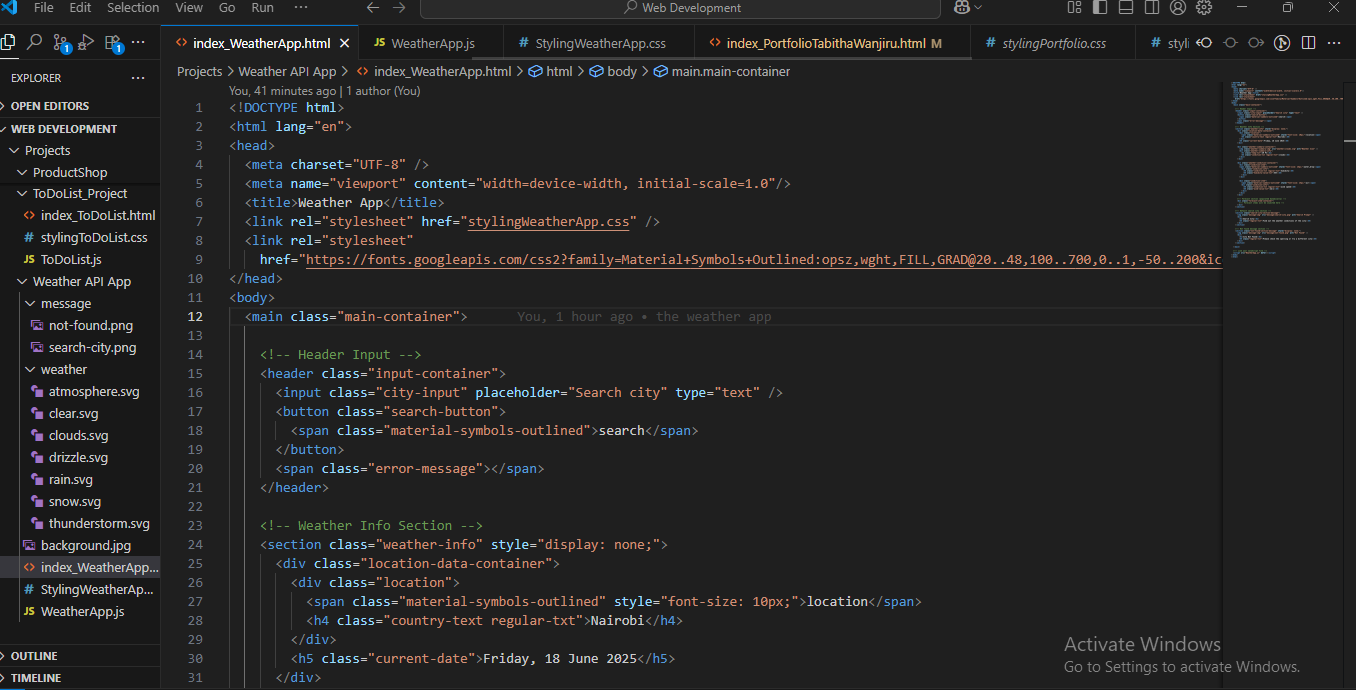 File Edit Selection View Go Run ··· Web Development
index_WeatherApp.html WeatherApp.js StylingWeatherApp.css index_PortfolioTabithaWanjiru.html M stylingPortfolio.css styli
EXPLORER
OPEN EDITORS
WEB DEVELOPMENT
Projects
ProductShop
ToDoList_Project
index_ToDoList.html
stylingToDoList.css
ToDoList.js
Weather API App
message
not-found.png
search-city.png
weather
atmosphere.svg
clear.svg
clouds.svg
drizzle.svg
rain.svg
snow.svg
thunderstorm.svg
background.jpg
index_WeatherApp...
StylingWeatherAp...
WeatherApp.js
OUTLINE
TIMELINE
Projects > Weather API App > index_WeatherApp.html > html > body > main.main-container
You, 41 minutes ago | 1 author (You)
1 <!DOCTYPE html>
2 <html lang="en">
3 <head>
4 <meta charset="UTF-8" />
5 <meta name="viewport" content="width=device-width, initial-scale=1.0"/>
6 <title>Weather App</title>
7 <link rel="stylesheet" href="stylingWeatherApp.css" />
8 <link rel="stylesheet"
9 href="https://fonts.googleapis.com/css2?family=Material+Symbols+Outlined:opsz,wght,FILL,GRAD@20..48,100..700,0..1,-50..200&ic
10 </head>
11 <body>
12 <main class="main-container"> You, 1 hour ago • the weather app
13
14 <!-- Header Input -->
15 <header class="input-container">
16 <input class="city-input" placeholder="Search city" type="text" />
17 <button class="search-button">
18 <span class="material-symbols-outlined">search</span>
19 </button>
20 <span class="error-message"></span>
21 </header>
22
23 <!-- Weather Info Section -->
24 <section class="weather-info" style="display: none;">
25 <div class="location-data-container">
26 <div class="location">
27 <span class="material-symbols-outlined" style="font-size: 10px;">location</span>
28 <h4 class="country-text regular-txt">Nairobi</h4>
29 </div>
30 <h5 class="current-date">Friday, 18 June 2025</h5>
31 </div>
Activate Windows
Go to Settings to activate Windows.